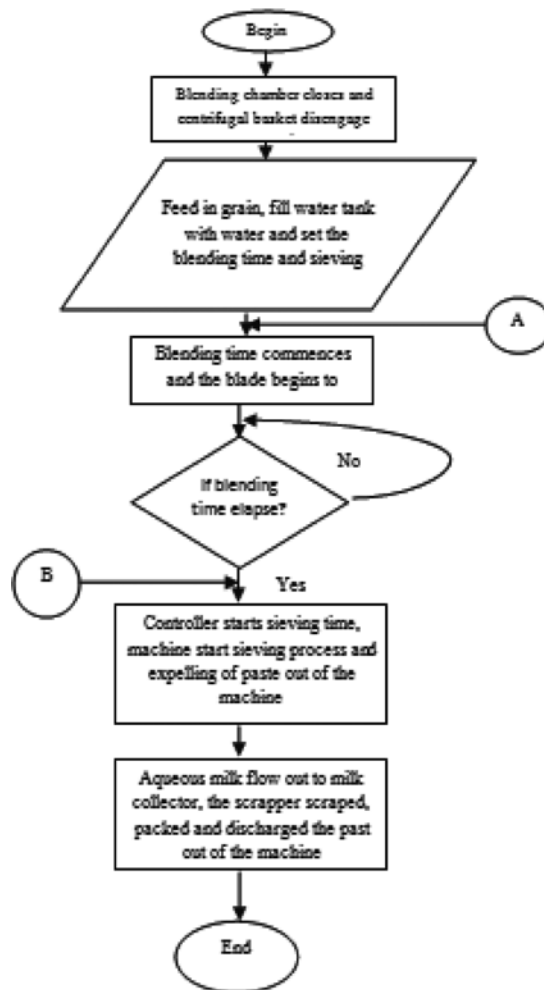 Begin
Blending chamber closes and
centrifugal basket disengage
Feed in grain, fill water tank
with water and set the
blending time and sieving
A
Blending time commences
and the blade begins to
No
If blending
time elapse?
B
Yes
Controller starts sieving time,
machine start sieving process and
expelling of paste out of the
machine
Aqueous milk flow out to milk
collector, the scrapper scraped,
packed and discharged the past
out of the machine
End